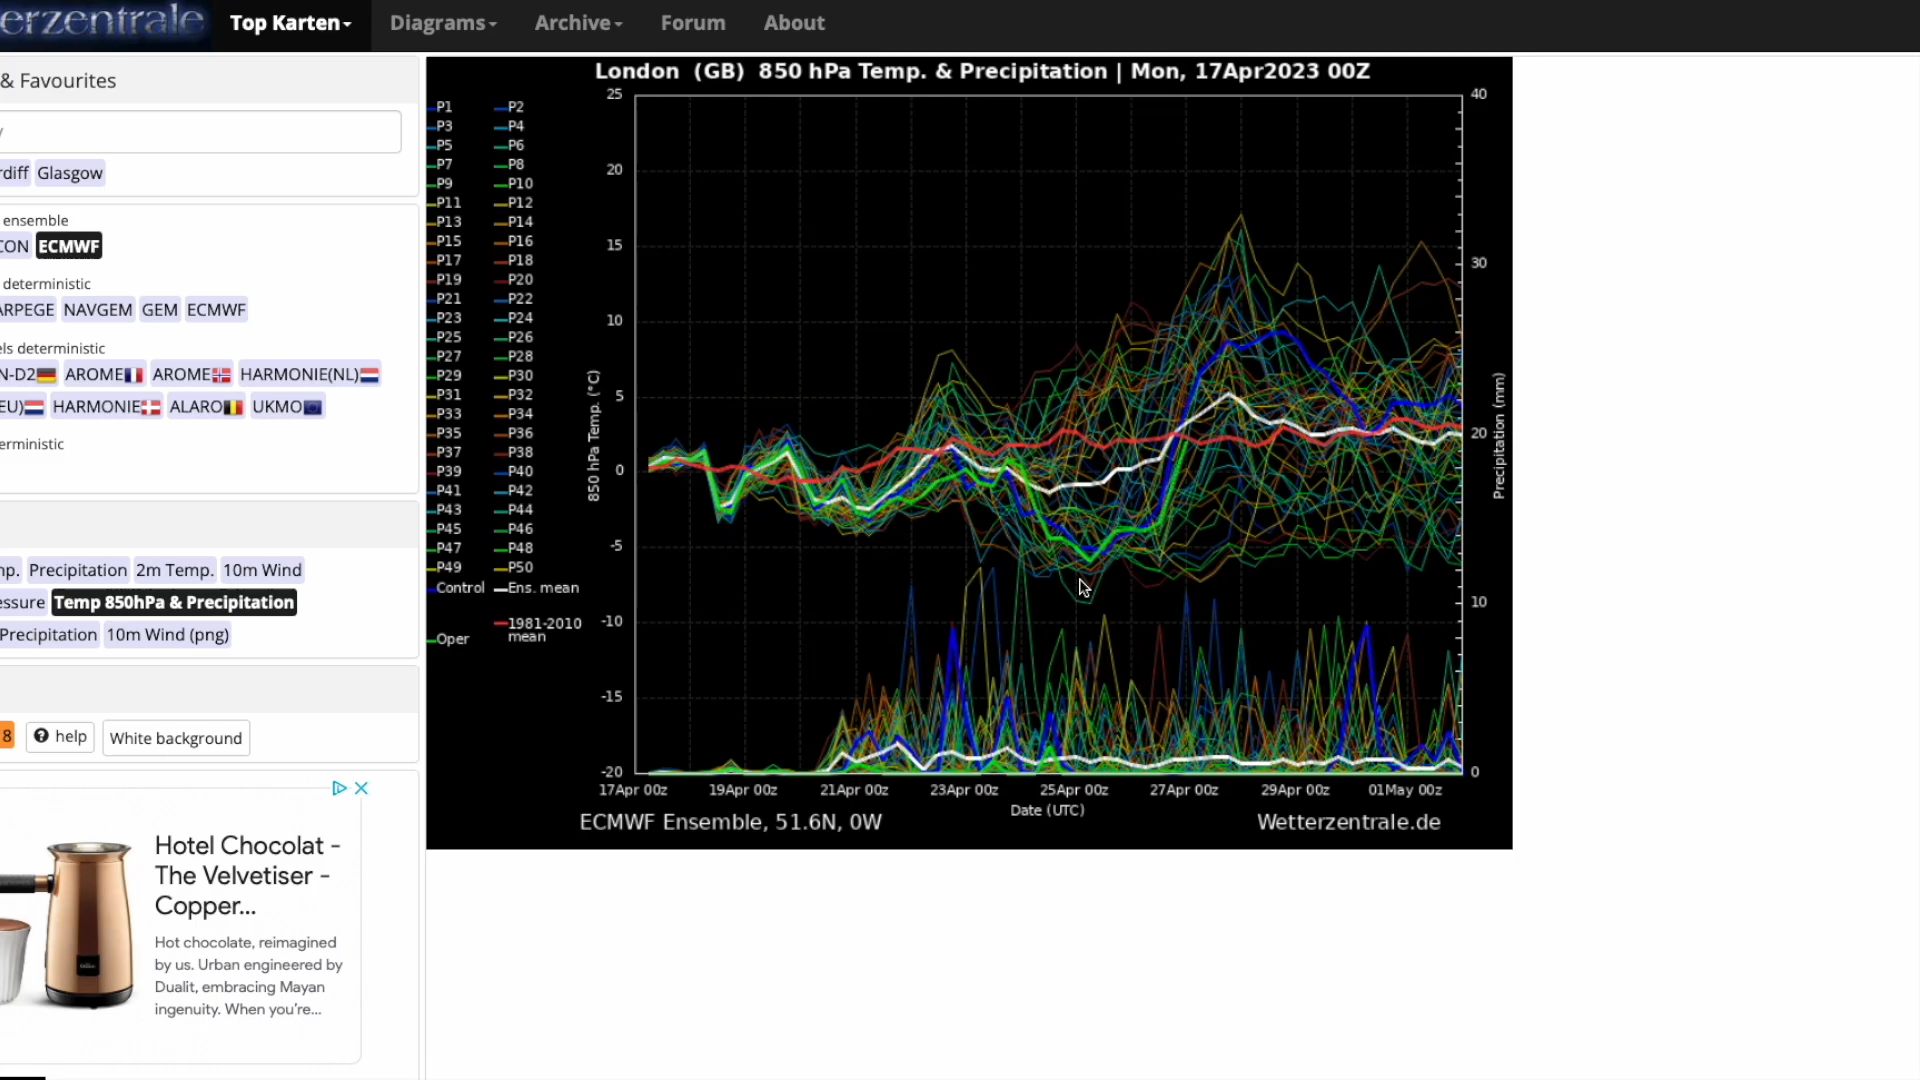 erzentrale Top Karten Diagrams Archive Forum About
& Favourites
y
rdiff Glasgow
ensemble
CON ECMWF
deterministic
ARPEGE NAVGEM GEM ECMWF
els deterministic
N-D2 AROME AROME HARMONIE(NL)
EU) HARMONIE ALARO UKMO
erministic
mp. Precipitation 2m Temp. 10m Wind
essure Temp 850hPa & Precipitation
Precipitation 10m Wind (png)
8 help White background
Hotel Chocolat -
The Velvetiser -
Copper...
Hot chocolate, reimagined
by us. Urban engineered by
Dualit, embracing Mayan
ingenuity. When you're...
London (GB) 850 hPa Temp. & Precipitation | Mon, 17Apr2023 00Z
P1 P2
P3 P4
P5 P6
P7 P8
P9 P10
P11 P12
P13 P14
P15 P16
P17 P18
P19 P20
P21 P22
P23 P24
P25 P26
P27 P28
P29 P30
P31 P32
P33 P34
P35 P36
P37 P38
P39 P40
P41 P42
P43 P44
P45 P46
P47 P48
P49 P50
Control Ens. mean
1981-2010
mean
Oper
850 hPa Temp. (°C)
25
20
15
10
5
0
-5
-10
-15
-20
40
30
20
10
0
Precipitation (mm)
17Apr 00z 19Apr 00z 21Apr 00z 23Apr 00z 25Apr 00z 27Apr 00z 29Apr 00z 01May 00z
Date (UTC)
ECMWF Ensemble, 51.6N, 0W Wetterzentrale.de